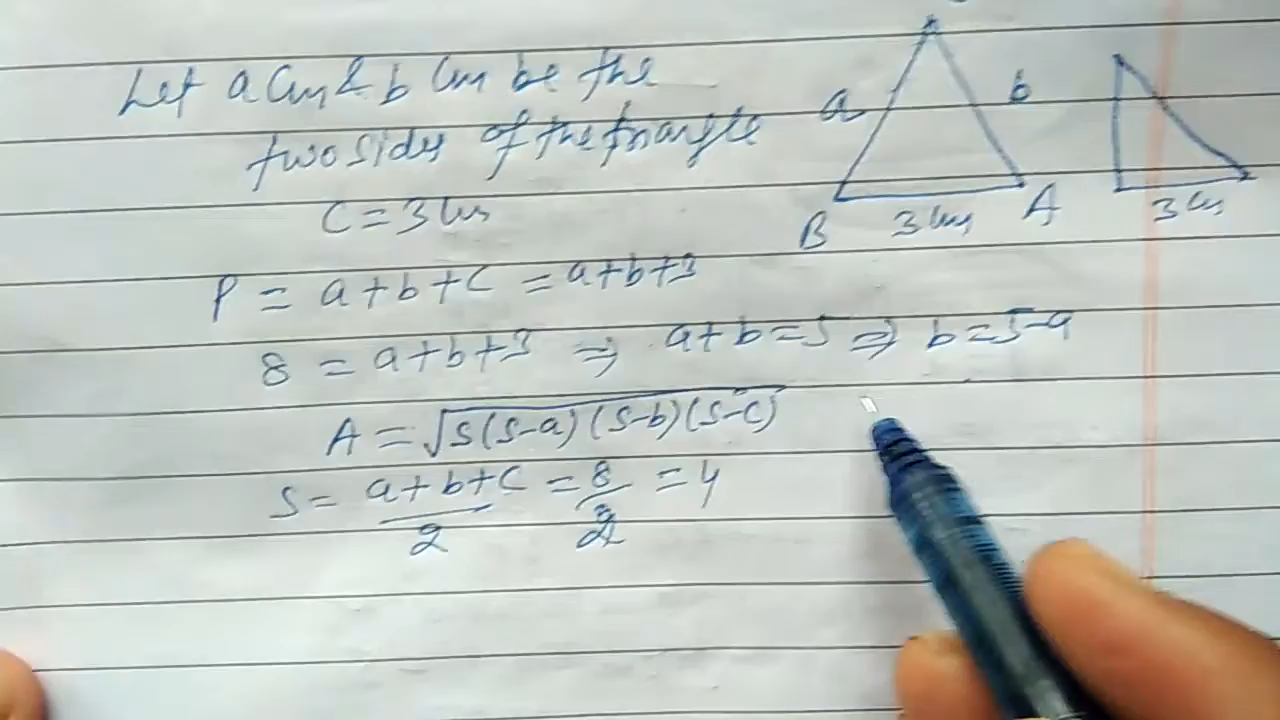 Let a cm & b cm be the
two sides of the triangle
C = 3 cm
P = a + b + c = a+b+3
8 = a + b + 3 ⇒ a + b = 5 ⇒ b = 5-a
A = √S(S-a)(S-b)(S-c)
S = a+b+c/2 = 8/2 = 4
a
b
B
3 cm
A
3 cm